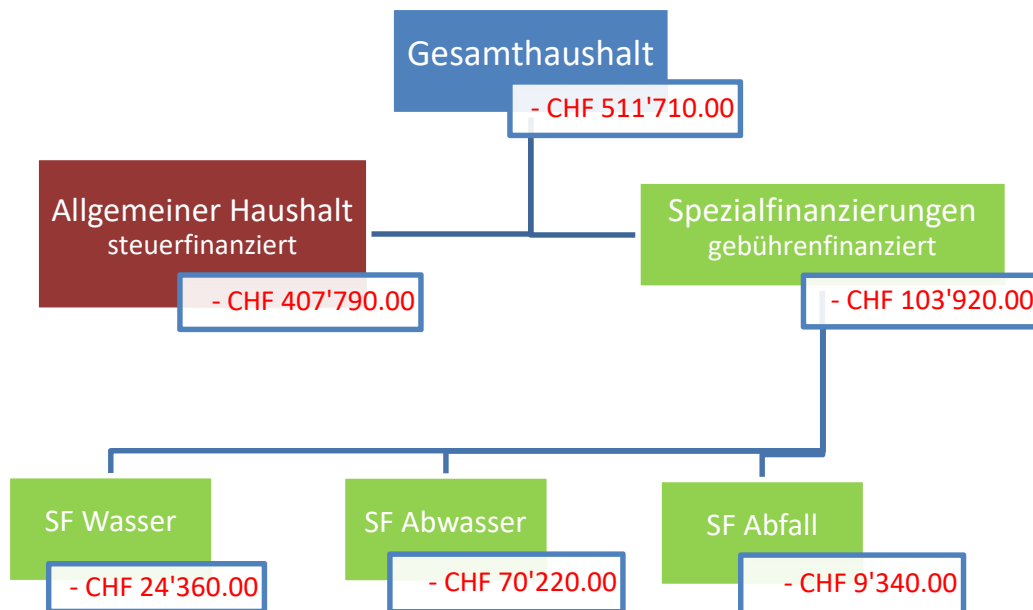 Gesamthaushalt
- CHF 511'710.00
Allgemeiner Haushalt
steuerfinanziert
- CHF 407'790.00
Spezialfinanzierungen
gebührenfinanziert
- CHF 103'920.00
SF Wasser
- CHF 24'360.00
SF Abwasser
- CHF 70'220.00
SF Abfall
- CHF 9'340.00